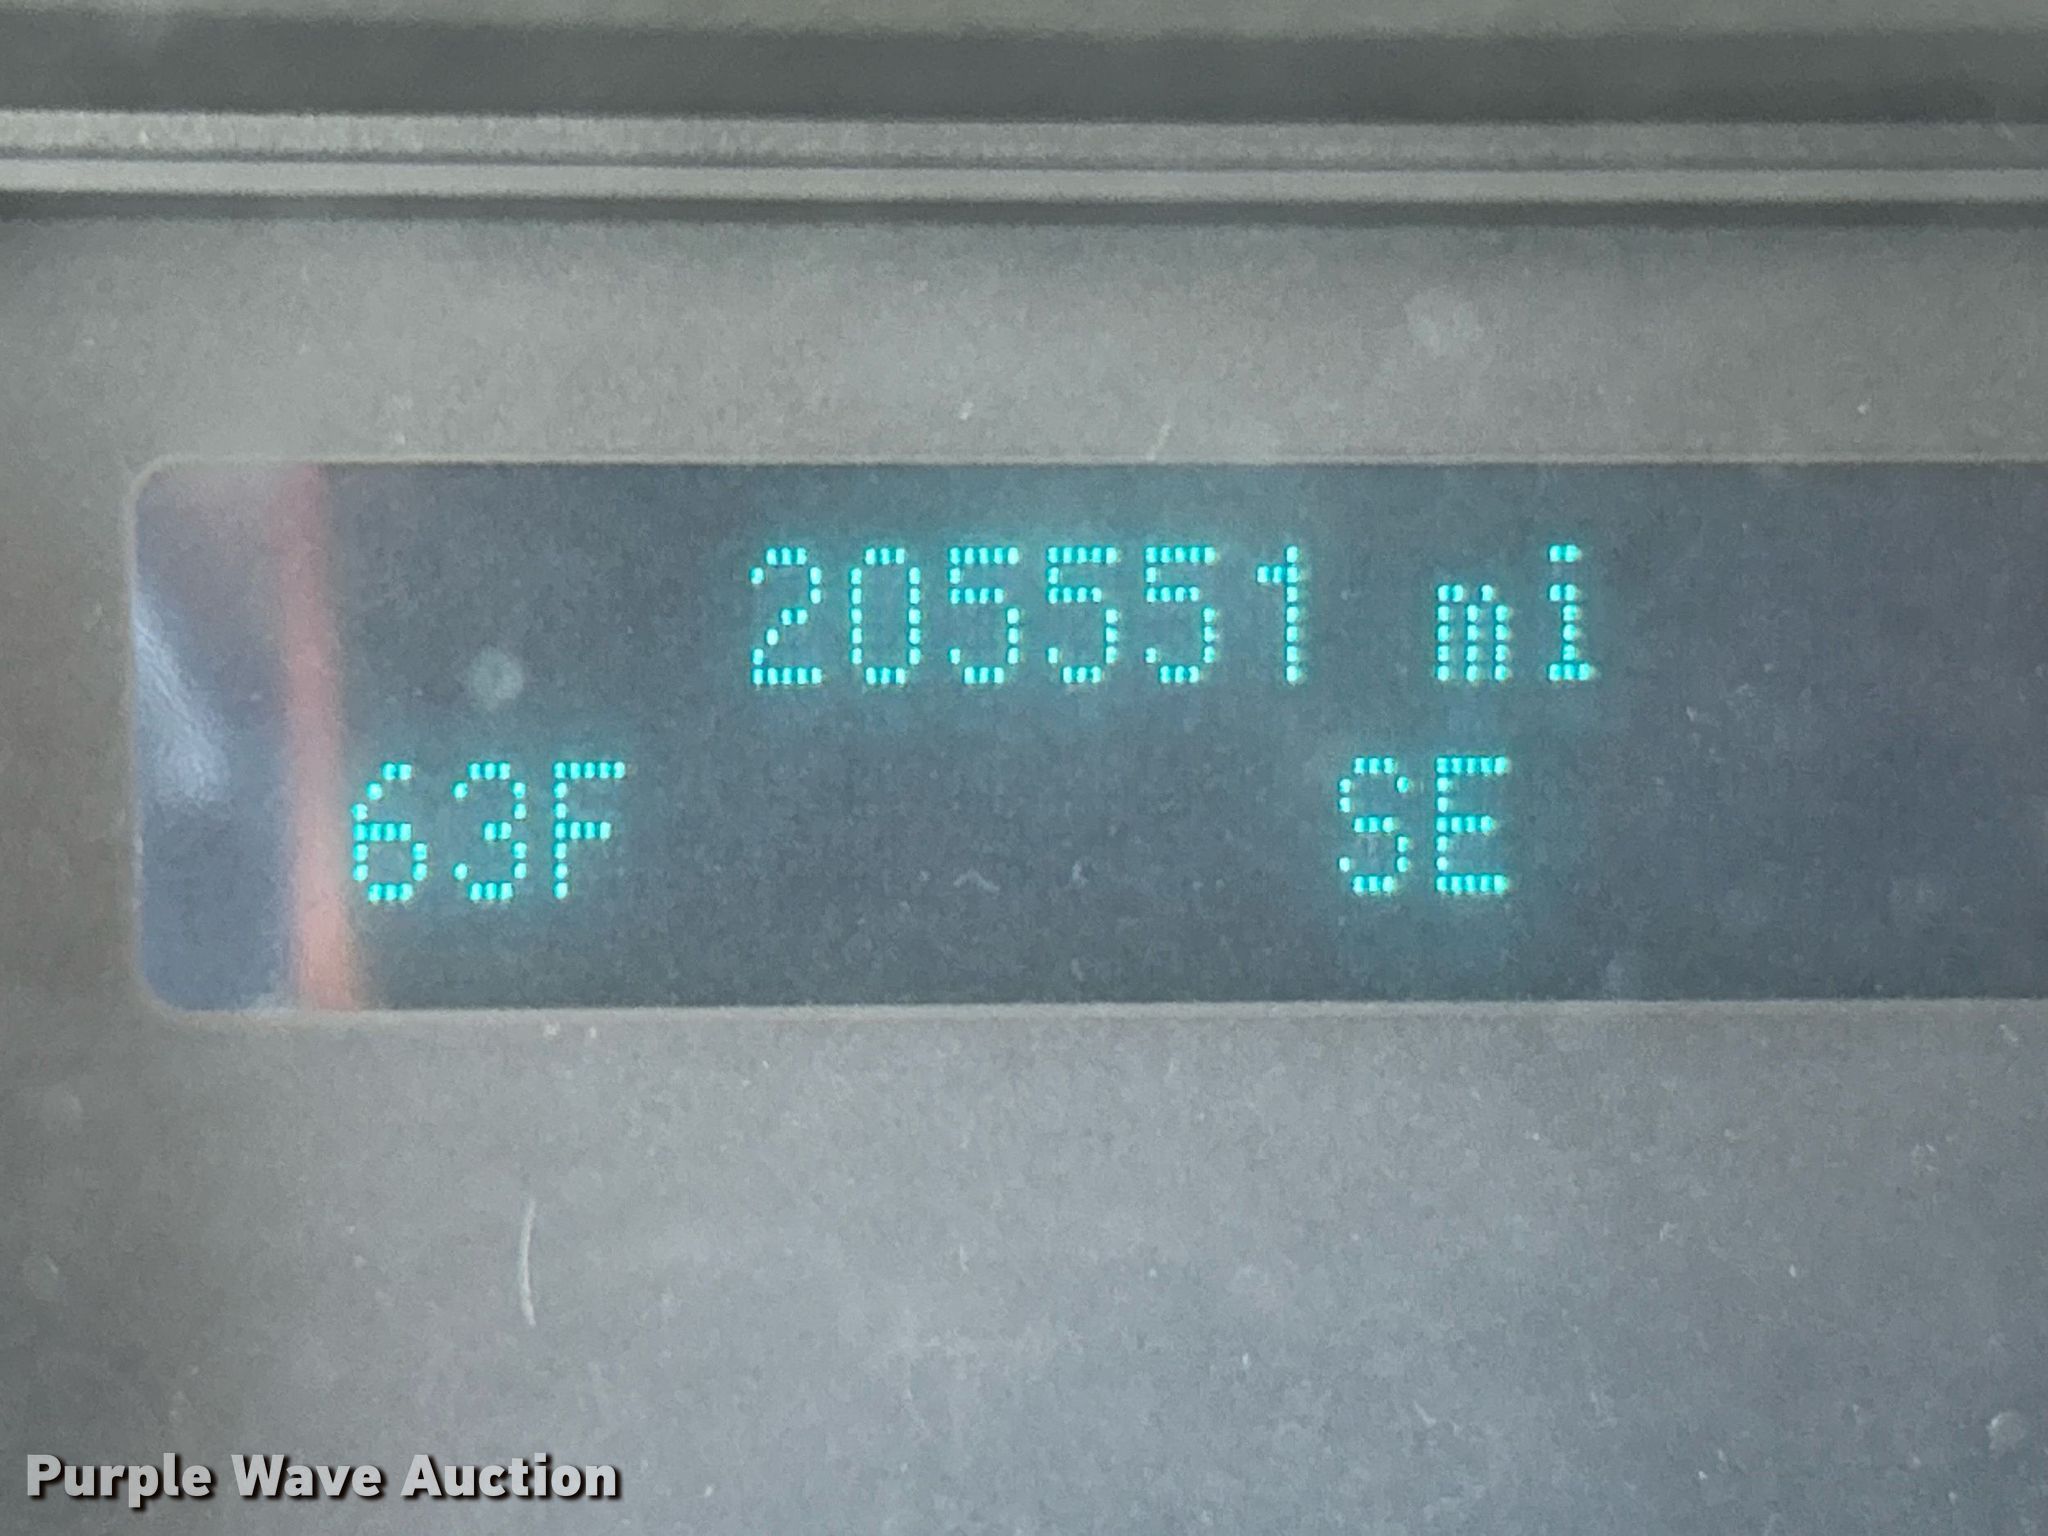 205551 mi
63F SE
Purple Wave Auction